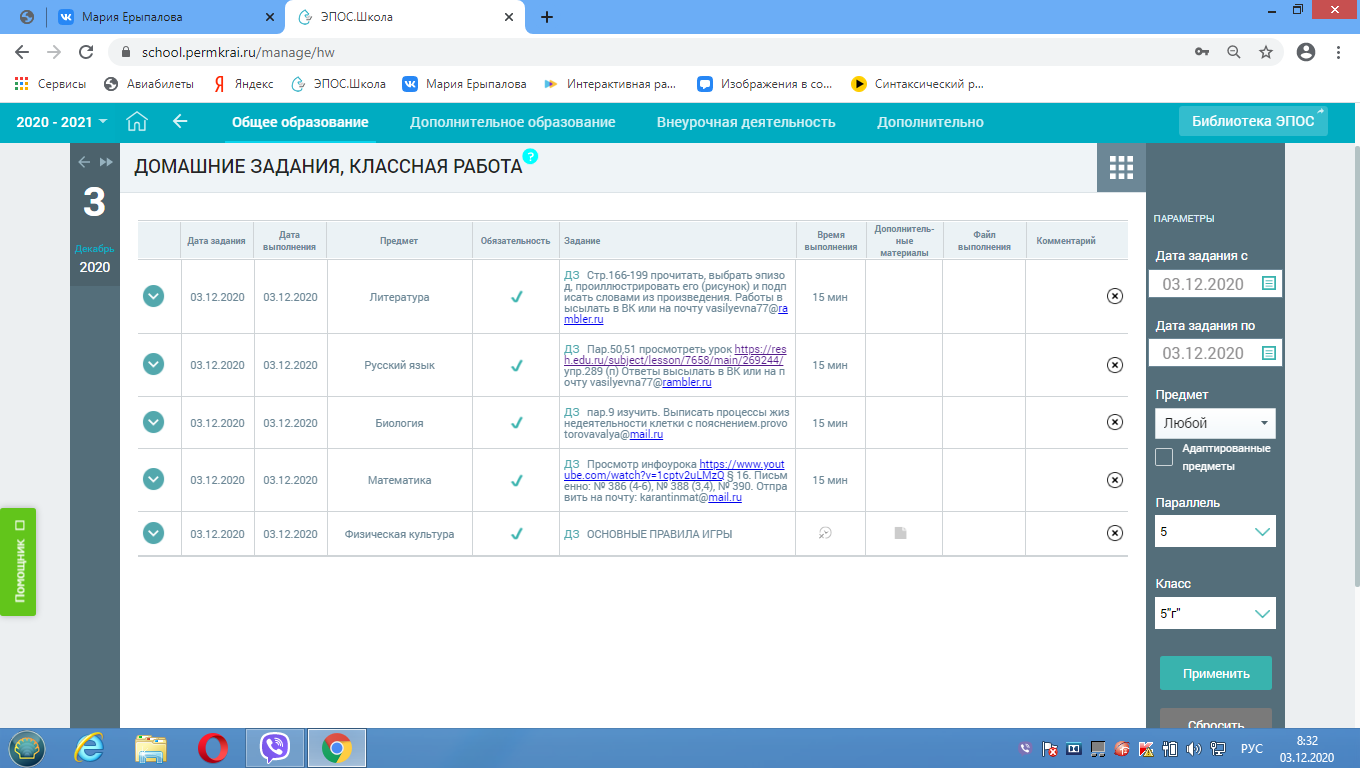 Мария Ерыпалова
ЭПОС.Школа
school.permkrai.ru/manage/hw
Сервисы
Авиабилеты
Яндекс
ЭПОС.Школа
Мария Ерыпалова
Интерактивная ра...
Изображения в со...
Синтаксический р...
2020 - 2021
Общее образование
Дополнительное образование
Внеурочная деятельность
Дополнительно
Библиотека ЭПОС
3
Декабрь
2020
ДОМАШНИЕ ЗАДАНИЯ, КЛАССНАЯ РАБОТА
?
Дата задания
Дата
выполнения
Предмет
Обязательность
Задание
Время
выполнения
Дополнитель-
ные
материалы
Файл
выполнения
Комментарий
03.12.2020
03.12.2020
Литература
ДЗ Стр.166-199 прочитать, выбрать эпизо
д, проиллюстрировать его (рисунок) и подп
исать словами из произведения. Работы в
ысылать в ВК или на почту vasilyevna77@ra
mbler.ru
15 мин
03.12.2020
03.12.2020
Русский язык
ДЗ Пар.50,51 просмотреть урок https://res
h.edu.ru/subject/lesson/7658/main/269244/
упр.289 (п) Ответы высылать в ВК или на п
очту vasilyevna77@rambler.ru
15 мин
03.12.2020
03.12.2020
Биология
ДЗ пар.9 изучить. Выписать процессы жиз
недеятельности клетки с пояснением.provo
torovavalya@mail.ru
15 мин
03.12.2020
03.12.2020
Математика
ДЗ Просмотр инфоурока https://www.yout
ube.com/watch?v=1cptv2uLMzQ § 16. Письм
енно: № 386 (4-6), № 388 (3,4), № 390. Отпра
вить на почту: karantinmat@mail.ru
15 мин
03.12.2020
03.12.2020
Физическая культура
ДЗ ОСНОВНЫЕ ПРАВИЛА ИГРЫ
ПАРАМЕТРЫ
Дата задания с
03.12.2020
Дата задания по
03.12.2020
Предмет
Любой
Адаптированные
предметы
Параллель
5
Класс
5"г"
Применить
Сбросить
Помощник
РУС
8:32
03.12.2020